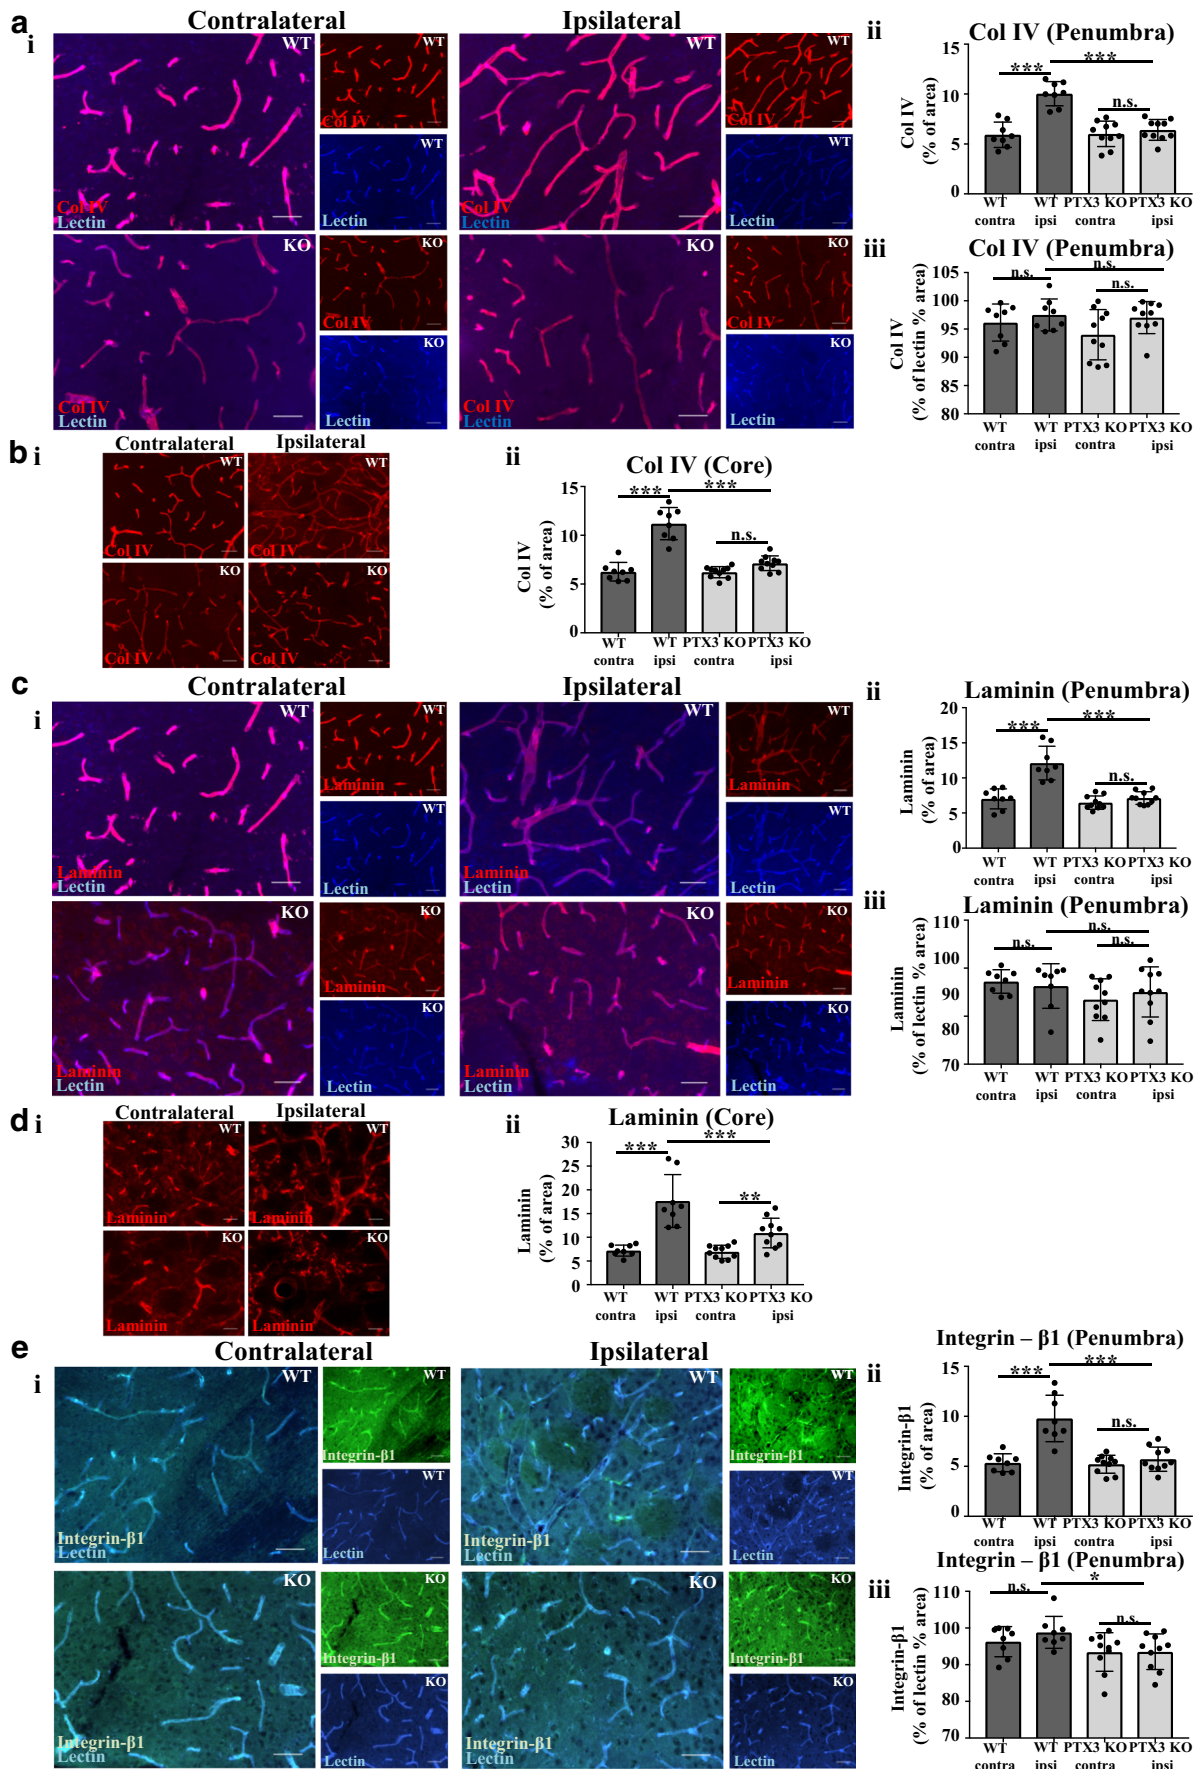 a
Contralateral
Ipsilateral
i
WT
Col IV
Lectin
WT
Col IV
WT
Lectin
WT
Col IV
Lectin
WT
Col IV
WT
Lectin
KO
Col IV
Lectin
KO
Col IV
KO
Lectin
KO
Col IV
Lectin
KO
Col IV
KO
Lectin
ii
Col IV (Penumbra)
Col IV
(% of area)
15
10
5
0
***
***
n.s.
WT WT PTX3 KO PTX3 KO
contra ipsi contra ipsi
iii
Col IV (Penumbra)
Col IV
(% of lectin % area)
105
100
95
90
85
80
n.s.
n.s.
n.s.
WT WT PTX3 KO PTX3 KO
contra ipsi contra ipsi
b
i
Contralateral
Ipsilateral
WT
Col IV
WT
Col IV
KO
Col IV
KO
Col IV
ii
Col IV (Core)
Col IV
(% of area)
15
10
5
0
***
***
n.s.
WT WT PTX3 KO PTX3 KO
contra ipsi contra ipsi
c
Contralateral
Ipsilateral
i
WT
Laminin
Lectin
WT
Laminin
WT
Lectin
WT
Laminin
Lectin
WT
Laminin
WT
Lectin
KO
Laminin
Lectin
KO
Laminin
KO
Lectin
KO
Laminin
Lectin
KO
Laminin
KO
Lectin
ii
Laminin (Penumbra)
Laminin
(% of area)
20
15
10
5
0
***
***
n.s.
WT WT PTX3 KO PTX3 KO
contra ipsi contra ipsi
iii
Laminin (Penumbra)
Laminin
(% of lectin % area)
110
100
90
80
70
n.s.
n.s.
n.s.
WT WT PTX3 KO PTX3 KO
contra ipsi contra ipsi
d
i
Contralateral
Ipsilateral
WT
Laminin
WT
Laminin
KO
Laminin
KO
Laminin
ii
Laminin (Core)
Laminin
(% of area)
30
25
20
15
10
5
0
***
***
**
WT WT PTX3 KO PTX3 KO
contra ipsi contra ipsi
e
Contralateral
Ipsilateral
i
WT
Integrin-β1
Lectin
WT
Integrin-β1
WT
Lectin
WT
Integrin-β1
Lectin
WT
Integrin-β1
WT
Lectin
KO
Integrin-β1
Lectin
KO
Integrin-β1
KO
Lectin
KO
Integrin-β1
Lectin
KO
Integrin-β1
KO
Lectin
ii
Integrin – β1 (Penumbra)
Integrin-β1
(% of area)
15
10
5
0
***
***
n.s.
WT WT PTX3 KO PTX3 KO
contra ipsi contra ipsi
iii
Integrin – β1 (Penumbra)
Integrin-β1
(% of lectin % area)
110
100
90
80
70
n.s.
*
n.s.
WT WT PTX3 KO PTX3 KO
contra ipsi contra ipsi